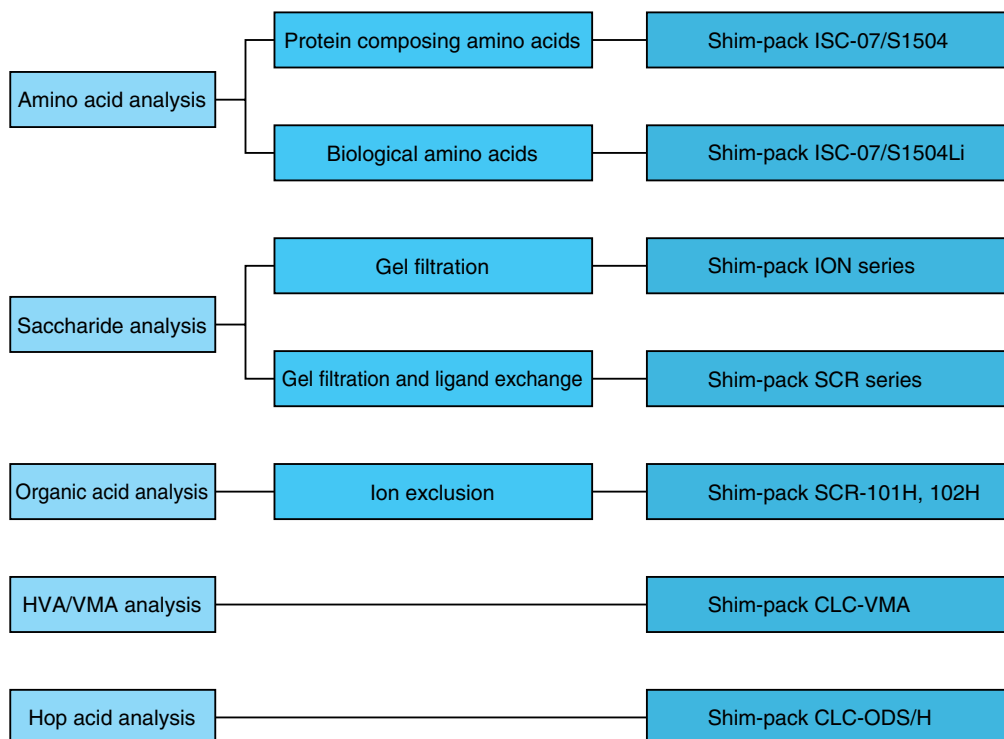 Protein composing amino acids
Shim-pack ISC-07/S1504
Amino acid analysis
Biological amino acids
Shim-pack ISC-07/S1504Li
Gel filtration
Shim-pack ION series
Saccharide analysis
Gel filtration and ligand exchange
Shim-pack SCR series
Organic acid analysis
Ion exclusion
Shim-pack SCR-101H, 102H
HVA/VMA analysis
Shim-pack CLC-VMA
Hop acid analysis
Shim-pack CLC-ODS/H